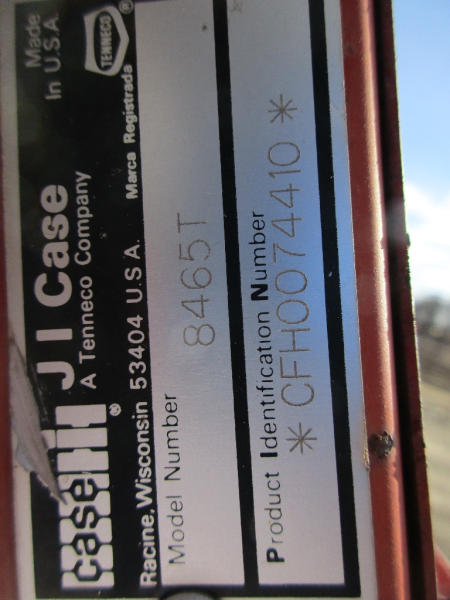 case IH
J I Case
A Tenneco Company
Made
In U.S.A.
TENNECO
®
Racine, Wisconsin 53404 U.S.A. Marca Registrada
Model Number 8465T
Product Identification Number
* CFH0074410 *